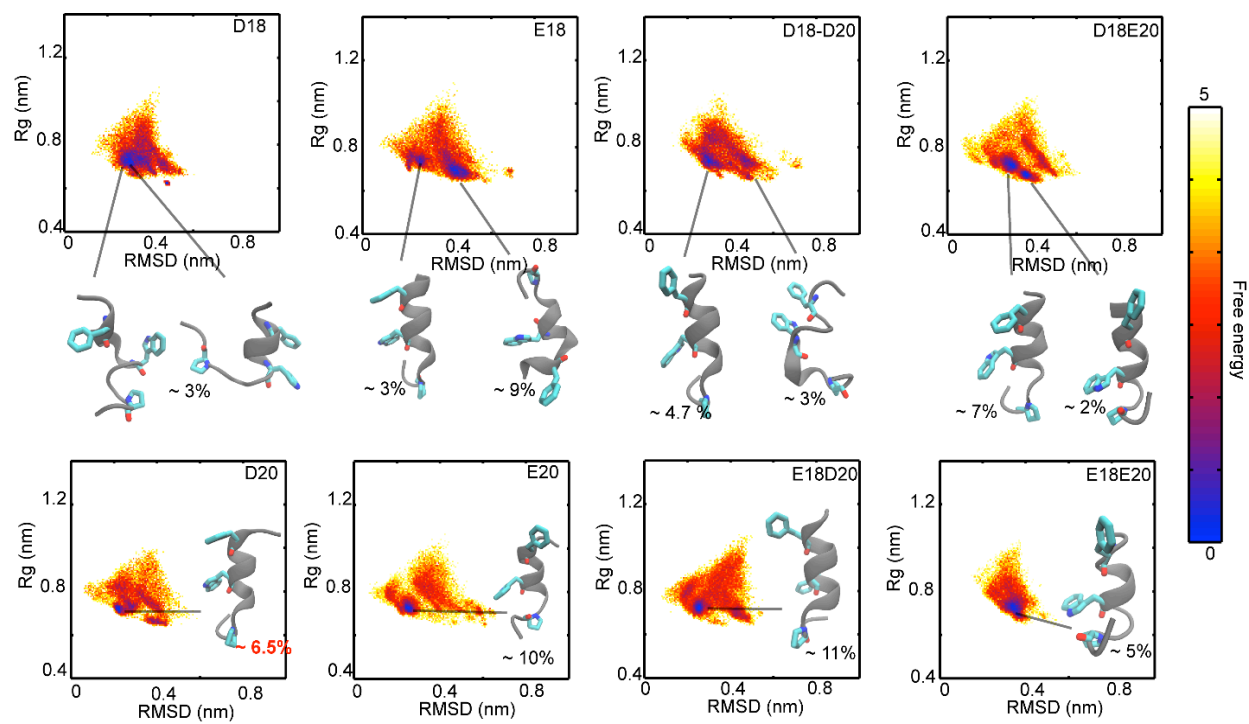 D18
Rg (nm)
1.2
0.8
0.4
0
0.4
0.8
RMSD (nm)
E18
Rg (nm)
1.2
0.8
0.4
0
0.4
0.8
RMSD (nm)
D18-D20
Rg (nm)
1.2
0.8
0.4
0
0.4
0.8
RMSD (nm)
D18E20
Rg (nm)
1.2
0.8
0.4
0
0.4
0.8
RMSD (nm)
5
Free energy
0
~ 3%
~ 3%
~ 9%
~ 4.7 %
~ 3%
~ 7%
~ 2%
D20
Rg (nm)
1.2
0.8
0.4
0
0.4
0.8
RMSD (nm)
~ 6.5%
E20
Rg (nm)
1.2
0.8
0.4
0
0.4
0.8
RMSD (nm)
~ 10%
E18D20
Rg (nm)
1.2
0.8
0.4
0
0.4
0.8
RMSD (nm)
~ 11%
E18E20
Rg (nm)
1.2
0.8
0.4
0
0.4
0.8
RMSD (nm)
~ 5%